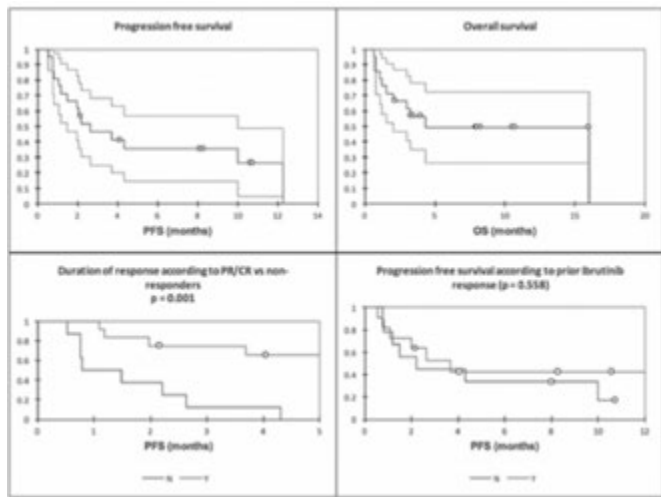 Progression free survival
1
0.9
0.8
0.7
0.6
0.5
0.4
0.3
0.2
0.1
0
0 2 4 6 8 10 12 14
PFS (months)
Overall survival
1
0.9
0.8
0.7
0.6
0.5
0.4
0.3
0.2
0.1
0
0 5 10 15 20
OS (months)
Duration of response according to PR/CR vs non-
responders
p = 0.001
1
0.8
0.6
0.4
0.2
0
0 1 2 3 4 5
PFS (months)
N Y
Progression free survival according to prior Ibrutinib
response (p = 0.558)
1
0.8
0.6
0.4
0.2
0
0 2 4 6 8 10 12
PFS (months)
N Y